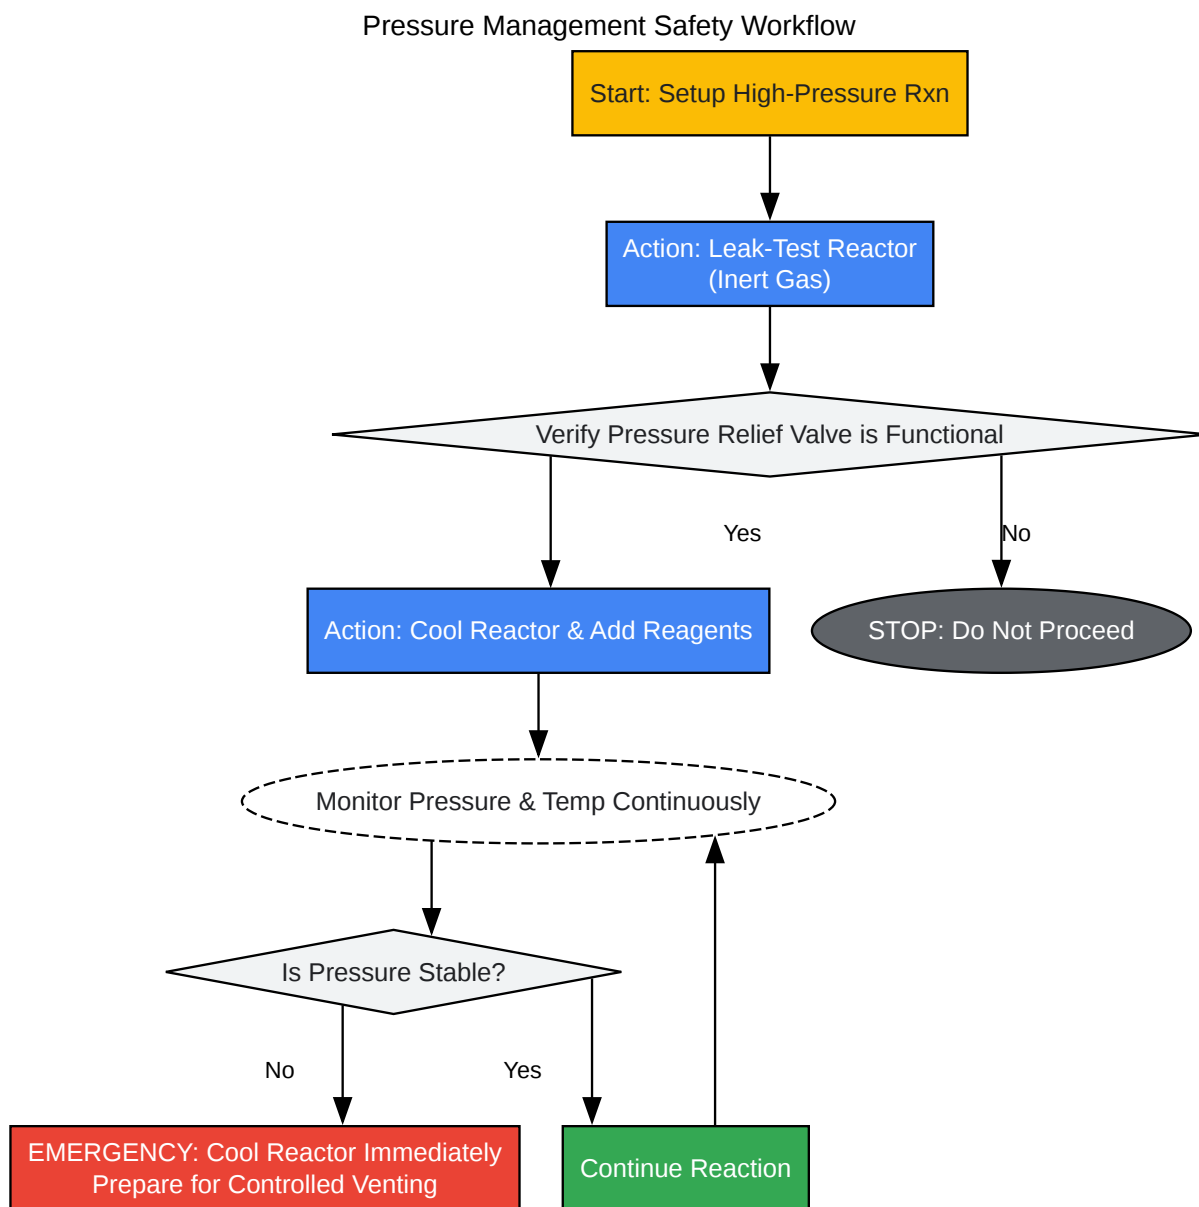 Pressure Management Safety Workflow
Start: Setup High-Pressure Rxn
Action: Leak-Test Reactor
(Inert Gas)
Verify Pressure Relief Valve is Functional
Yes
No
Action: Cool Reactor & Add Reagents
STOP: Do Not Proceed
Monitor Pressure & Temp Continuously
Is Pressure Stable?
No
Yes
EMERGENCY: Cool Reactor Immediately
Prepare for Controlled Venting
Continue Reaction